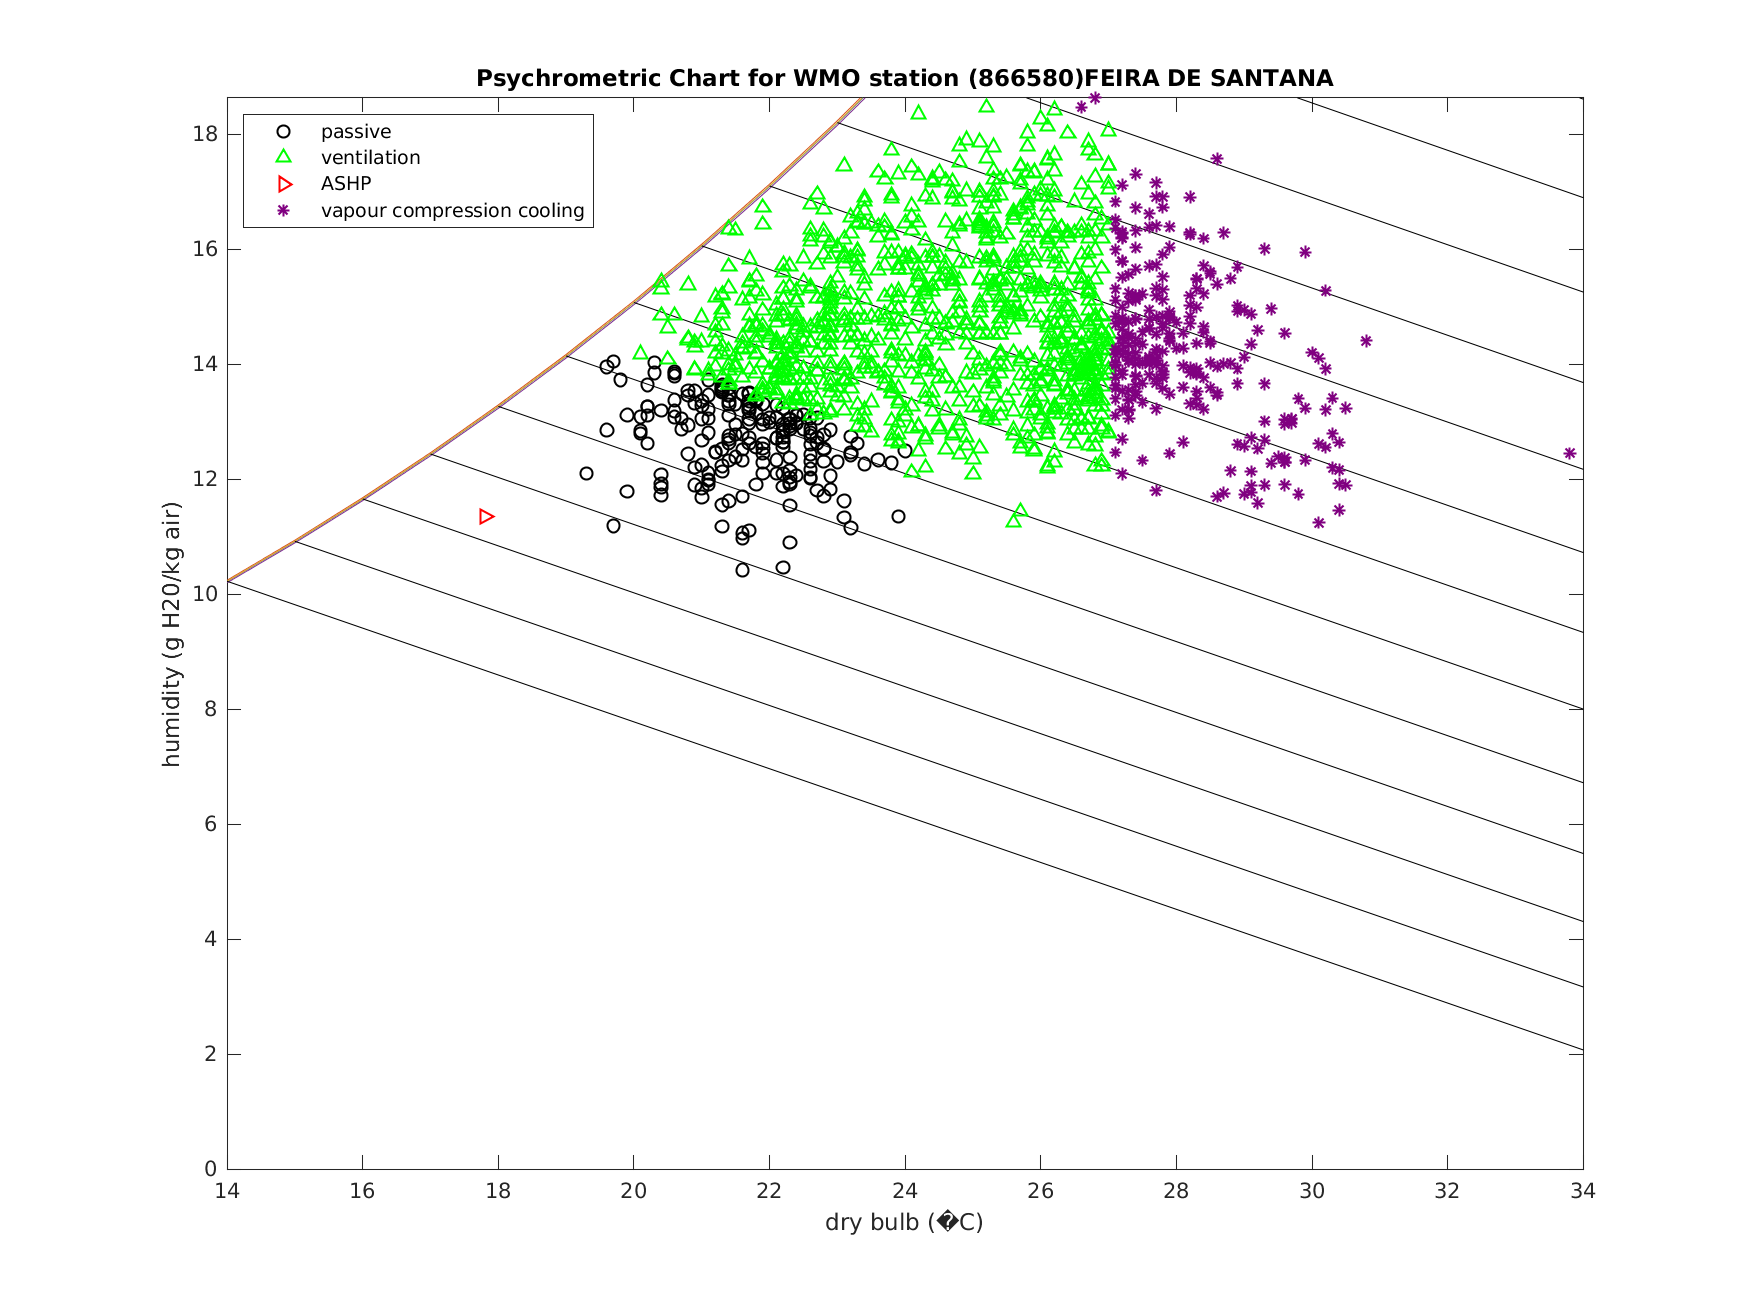 Psychrometric Chart for WMO station (866580)FEIRA DE SANTANA
passive
ventilation
ASHP
vapour compression cooling
humidity (g H20/kg air)
18
16
14
12
10
8
6
4
2
0
14 16 18 20 22 24 26 28 30 32 34
dry bulb (�C)